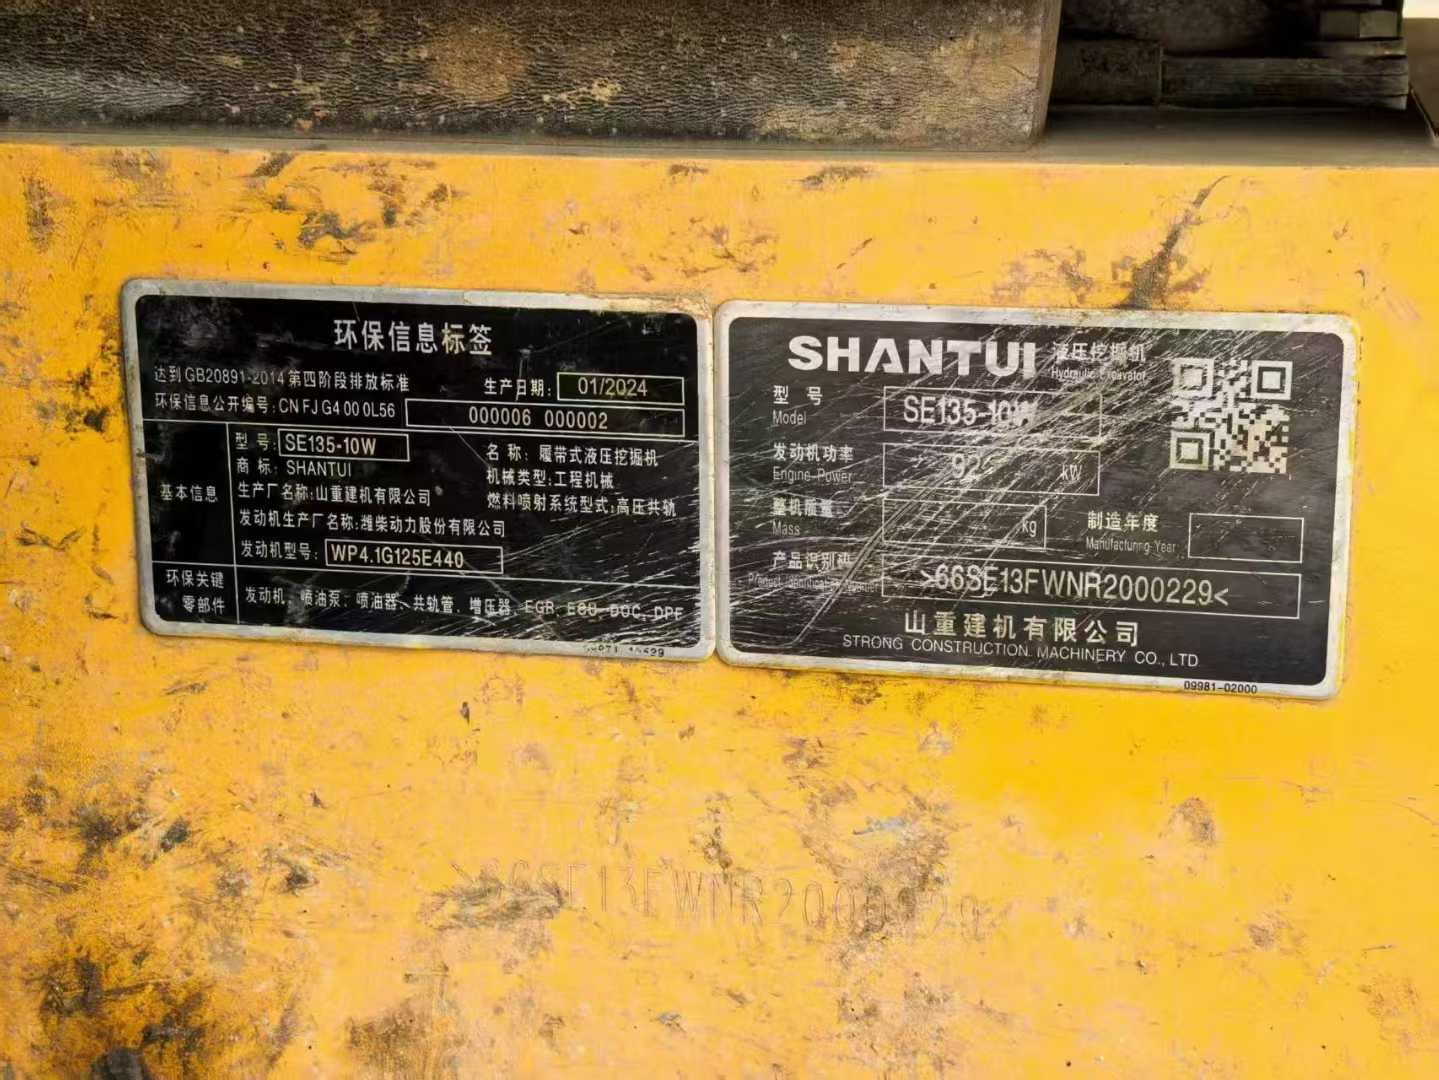 环保信息标签
达到GB20891-2014第四阶段排放标准
生产日期: 01/2024
环保信息公开编号: CN FJ G4 00 0L56 000006 000002
基本信息
型 号: SE135-10W
名 称: 履带式液压挖掘机
商 标: SHANTUI
机械类型: 工程机械
生产厂名称: 山重建机有限公司
燃料喷射系统型式: 高压共轨
发动机生产厂名称: 潍柴动力股份有限公司
发动机型号: WP4.1G125E440
环保关键
零部件
发动机、喷油泵、喷油器、共轨管、增压器、EGR、ECU、DOC、DPF
SHANTUI 液压挖掘机
Hydraulic Excavator
型 号
Model
SE135-10W
发动机功率
Engine Power
92 kW
整机质量
Mass
kg
制造年度
Manufacturing Year
产品识别码
Product Identification Number
>66SE13FWNR2000229<
山重建机有限公司
STRONG CONSTRUCTION MACHINERY CO., LTD
09981-02000
>66SE13FWNR2000229<